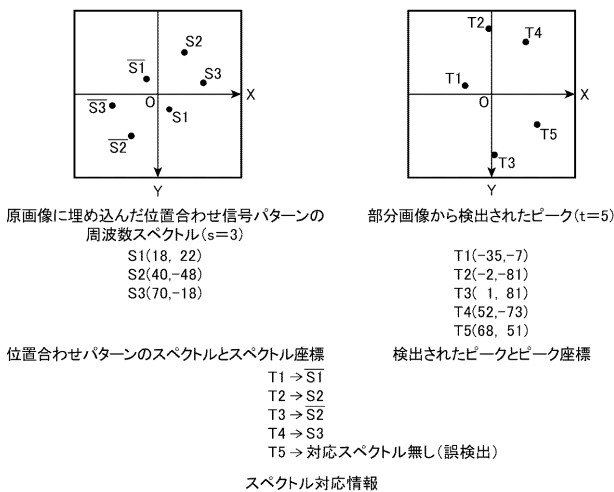 S2
S̅1̅
S3
X
S̅3̅
O
S1
S̅2̅
Y
T2
T4
T1
X
O
T5
T3
Y
原画像に埋め込んだ位置合わせ信号パターンの
周波数スペクトル(s=3)
S1(18, 22)
S2(40,-48)
S3(70,-18)
部分画像から検出されたピーク(t=5)
T1(-35,-7)
T2(-2,-81)
T3( 1, 81)
T4(52,-73)
T5(68, 51)
位置合わせパターンのスペクトルとスペクトル座標
検出されたピークとピーク座標
T1→S̅1̅
T2→S2
T3→S̅2̅
T4→S3
T5→対応スペクトル無し(誤検出)
スペクトル対応情報